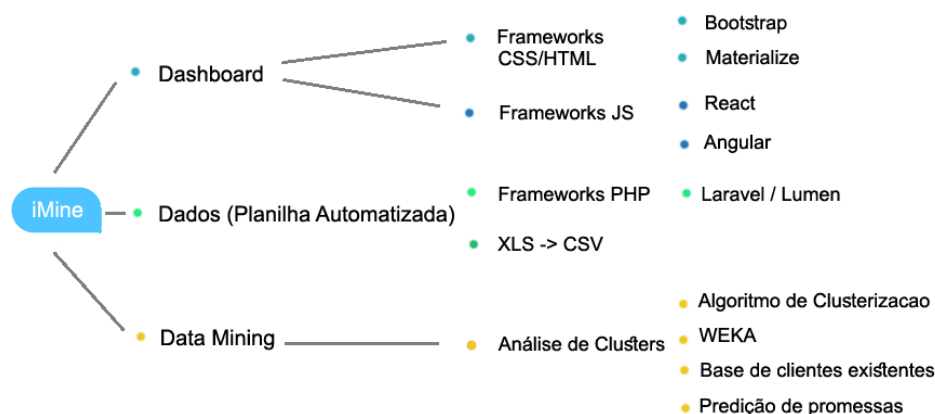 iMine
Dashboard
Frameworks
CSS/HTML
Bootstrap
Materialize
Frameworks JS
React
Angular
Dados (Planilha Automatizada)
Frameworks PHP
Laravel / Lumen
XLS -> CSV
Data Mining
Análise de Clusters
Algoritmo de Clusterizacao
WEKA
Base de clientes existentes
Predição de promessas